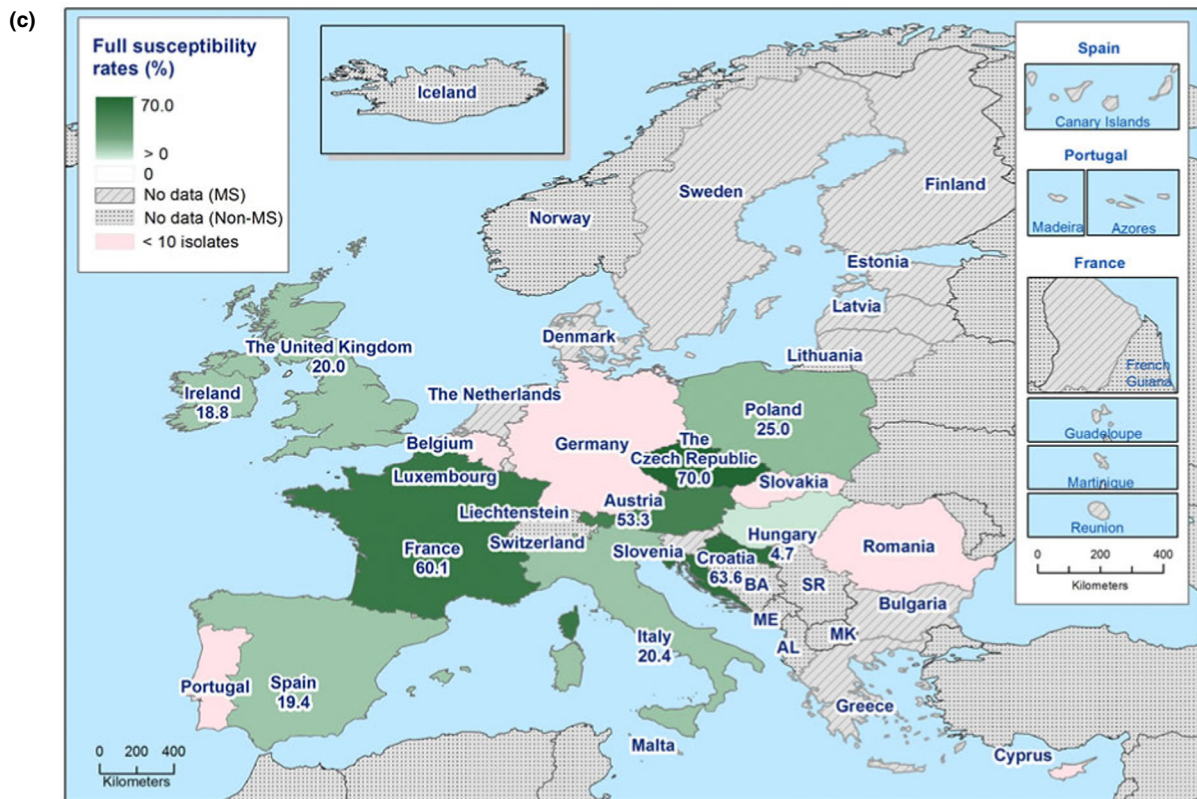 (c)
Full susceptibility
rates (%)
70.0
> 0
0
No data (MS)
No data (Non-MS)
< 10 isolates
Iceland
Norway
Sweden
Finland
Estonia
Latvia
Lithuania
Denmark
The United Kingdom
20.0
Ireland
18.8
The Netherlands
Belgium
Luxembourg
Germany
Poland
25.0
The
Czech Republic
70.0
Slovakia
Liechtenstein
Austria
53.3
Switzerland
Slovenia
Hungary
4.7
Croatia
63.6
Romania
France
60.1
BA
SR
ME
MK
AL
Bulgaria
Italy
20.4
Portugal
Spain
19.4
Greece
Malta
Cyprus
0 200 400
Kilometers
Spain
Canary Islands
Portugal
Madeira
Azores
France
French
Guiana
Guadeloupe
Martinique
Reunion
0 200 400
Kilometers